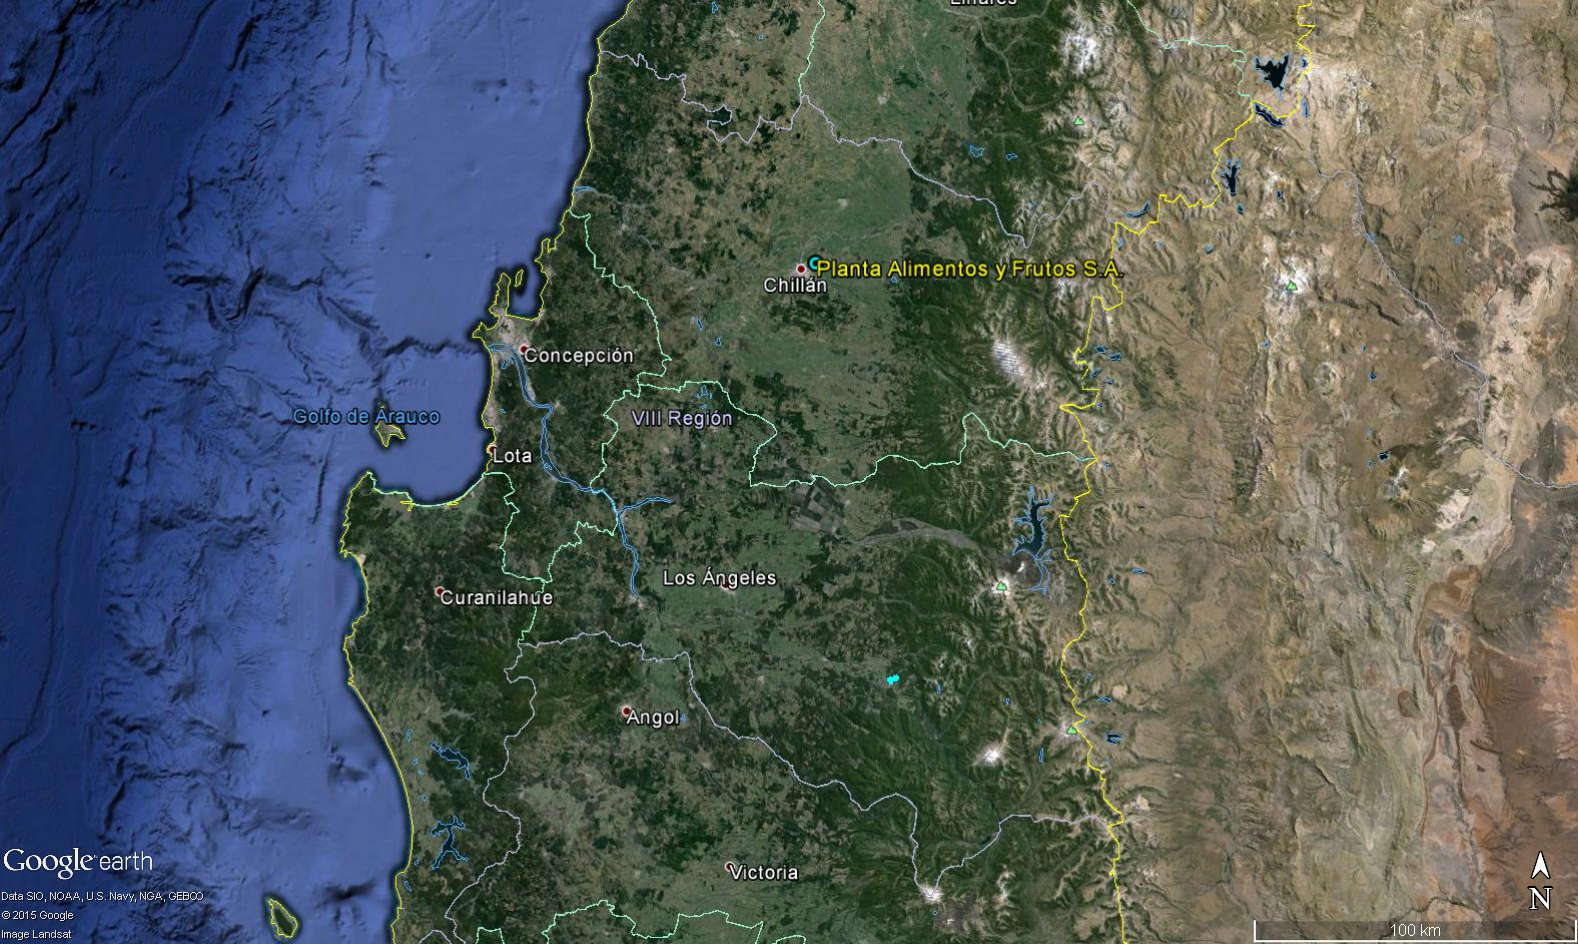 Linares
Planta Alimentos y Frutos S.A.
Chillán
Concepción
Golfo de Arauco
VIII Región
Lota
Los Ángeles
Curanilahue
Angol
Victoria
Google earth
Data SIO, NOAA, U.S. Navy, NGA, GEBCO
© 2015 Google
Image Landsat
N
100 km